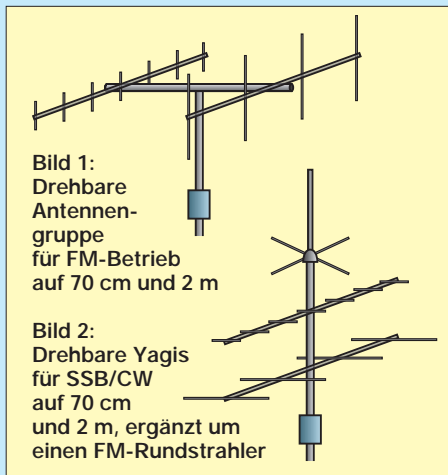 Bild 1:
Drehbare
Antennen-
gruppe
für FM-Betrieb
auf 70 cm und 2 m
Bild 2:
Drehbare Yagis
für SSB/CW
auf 70 cm
und 2 m, ergänzt um
einen FM-Rundstrahler